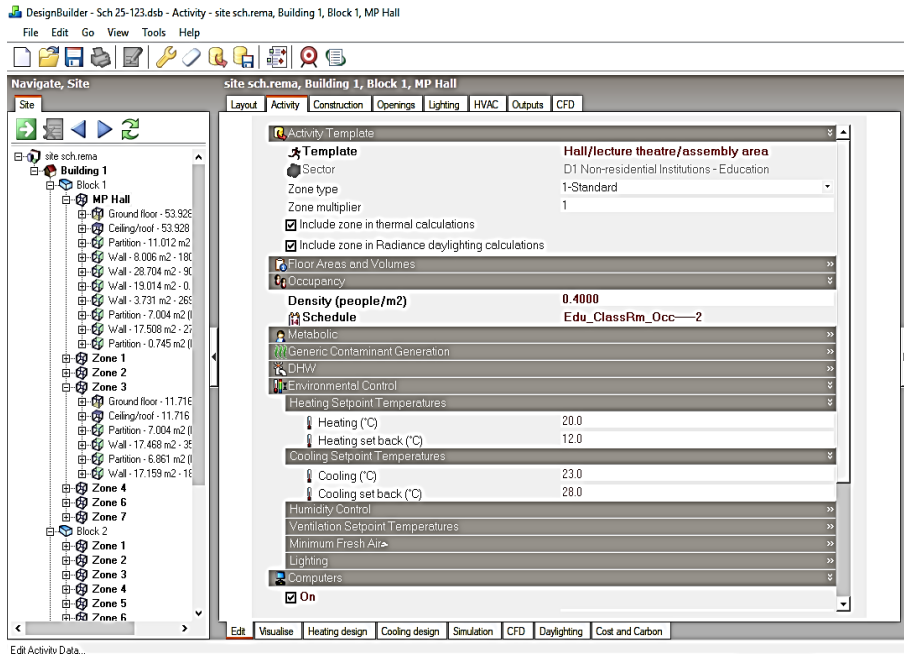 DesignBuilder - Sch 25-123.dsb - Activity - site sch.rema, Building 1, Block 1, MP Hall
File Edit Go View Tools Help
Navigate, Site
Site
site sch.rema
Building 1
Block 1
MP Hall
Ground floor - 53.928
Ceiling/roof - 53.928
Partition - 11.012 m2
Wall - 8.006 m2 - 180
Wall - 28.704 m2 - 90
Wall - 19.014 m2 - 0.
Wall - 3.731 m2 - 269
Partition - 7.004 m2 (I
Wall - 17.508 m2 - 27
Partition - 0.745 m2 (I
Zone 1
Zone 2
Zone 3
Ground floor - 11.716
Ceiling/roof - 11.716
Partition - 7.004 m2 (I
Wall - 17.468 m2 - 35
Partition - 6.861 m2 (I
Wall - 17.159 m2 - 18
Zone 4
Zone 6
Zone 7
Block 2
Zone 1
Zone 2
Zone 3
Zone 4
Zone 5
Zone 6
site sch.rema, Building 1, Block 1, MP Hall
Layout Activity Construction Openings Lighting HVAC Outputs CFD
Activity Template
Template Hall/lecture theatre/assembly area
Sector D1 Non-residential Institutions - Education
Zone type 1-Standard
Zone multiplier 1
Include zone in thermal calculations
Include zone in Radiance daylighting calculations
Floor Areas and Volumes
Occupancy
Density (people/m2) 0.4000
Schedule Edu_ClassRm_Occ---2
Metabolic
Generic Contaminant Generation
DHW
Environmental Control
Heating Setpoint Temperatures
Heating (°C) 20.0
Heating set back (°C) 12.0
Cooling Setpoint Temperatures
Cooling (°C) 23.0
Cooling set back (°C) 28.0
Humidity Control
Ventilation Setpoint Temperatures
Minimum Fresh Air
Lighting
Computers
On
Edit Visualise Heating design Cooling design Simulation CFD Daylighting Cost and Carbon
Edit Activity Data...